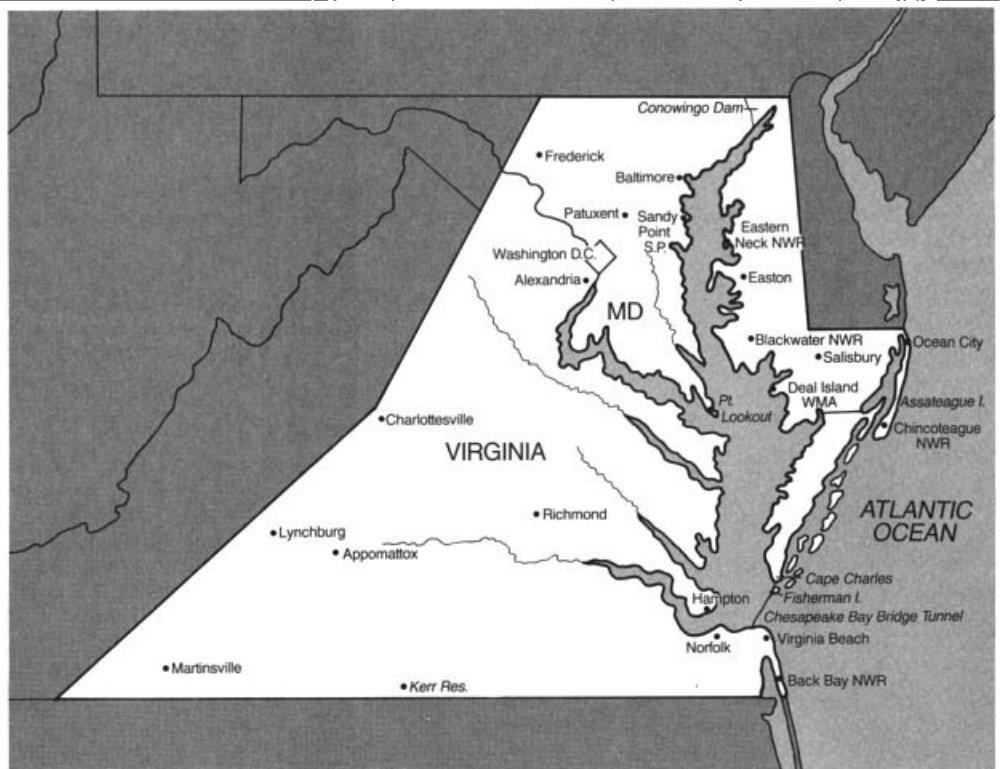 Conowingo Dam
Frederick
Baltimore
Patuxent
Sandy
Point
S.P.
Eastern
Neck NWR
Washington D.C.
Alexandria
Easton
MD
Blackwater NWR
Salisbury
Ocean City
Deal Island
WMA
Assateague I.
Pt.
Lookout
Chincoteague
NWR
Charlottesville
VIRGINIA
Richmond
ATLANTIC
OCEAN
Lynchburg
Appomattox
Cape Charles
Fisherman I.
Hampton
Chesapeake Bay Bridge Tunnel
Norfolk
Virginia Beach
Martinsville
Kerr Res.
Back Bay NWR